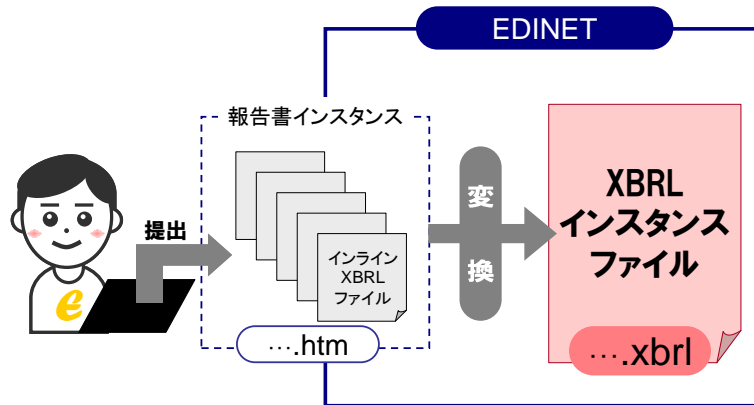 EDINET
報告書インスタンス
提出
e
インライン
XBRL
ファイル
….htm
変
換
XBRL
インスタンス
ファイル
….xbrl